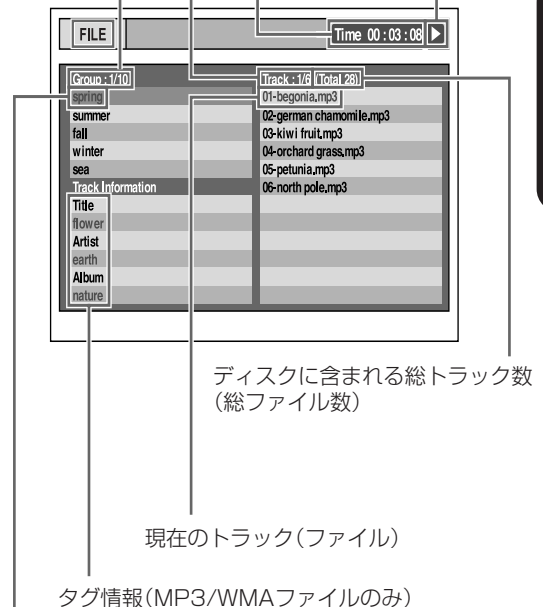 FILE
Time 00:03:08
Group : 1/10
spring
summer
fall
winter
sea
Track Information
Title
flower
Artist
earth
Album
nature
Track : 1/6 (Total 28)
01-begonia.mp3
02-german chamomile.mp3
03-kiwi fruit.mp3
04-orchard grass.mp3
05-petunia.mp3
06-north pole.mp3
ディスクに含まれる総トラック数
（総ファイル数）
現在のトラック（ファイル）
タグ情報（MP3/WMAファイルのみ）